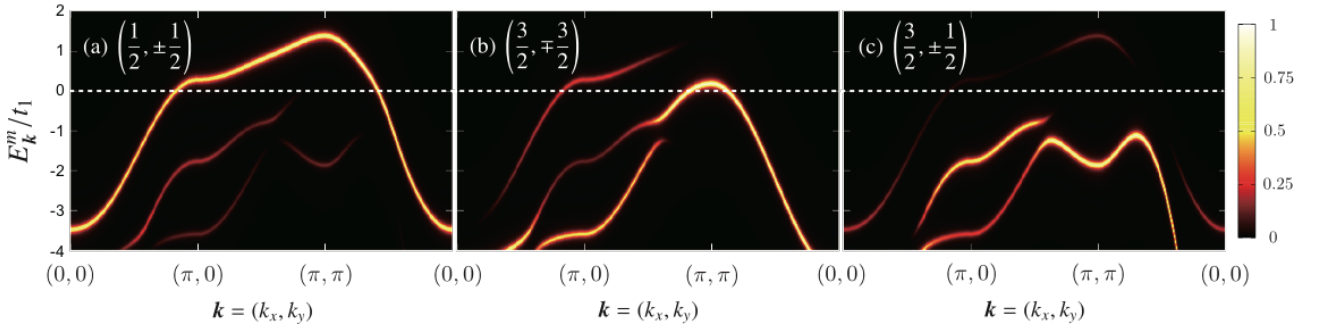 2
1
0
-1
-2
-3
-4
E_k^m/t_1
(a) (1/2, ±1/2)
(b) (3/2, ∓3/2)
(c) (3/2, ±1/2)
(0, 0)
(π, 0)
(π, π)
(0, 0)
(π, 0)
(π, π)
(0, 0)
(π, 0)
(π, π)
(0, 0)
k = (k_x, k_y)
k = (k_x, k_y)
k = (k_x, k_y)
1
0.75
0.5
0.25
0